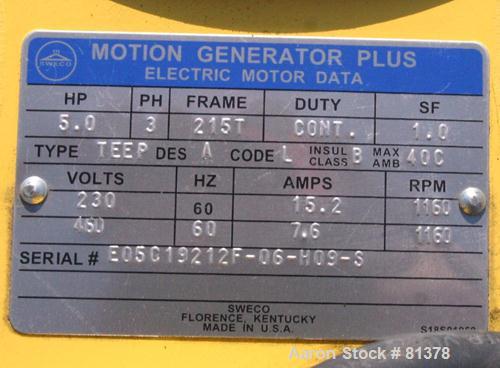 SWECO
MOTION GENERATOR PLUS
ELECTRIC MOTOR DATA
HP PH FRAME DUTY SF
5.0 3 215T CONT. 1.0
TYPE TEEP DES A CODE L INSUL CLASS B MAX AMB 40C
VOLTS HZ AMPS RPM
230 60 15.2 1160
460 60 7.6 1160
SERIAL # E05C19212F-06-H09-S
SWECO
FLORENCE, KENTUCKY
MADE IN U.S.A.
Aaron Stock # 81378